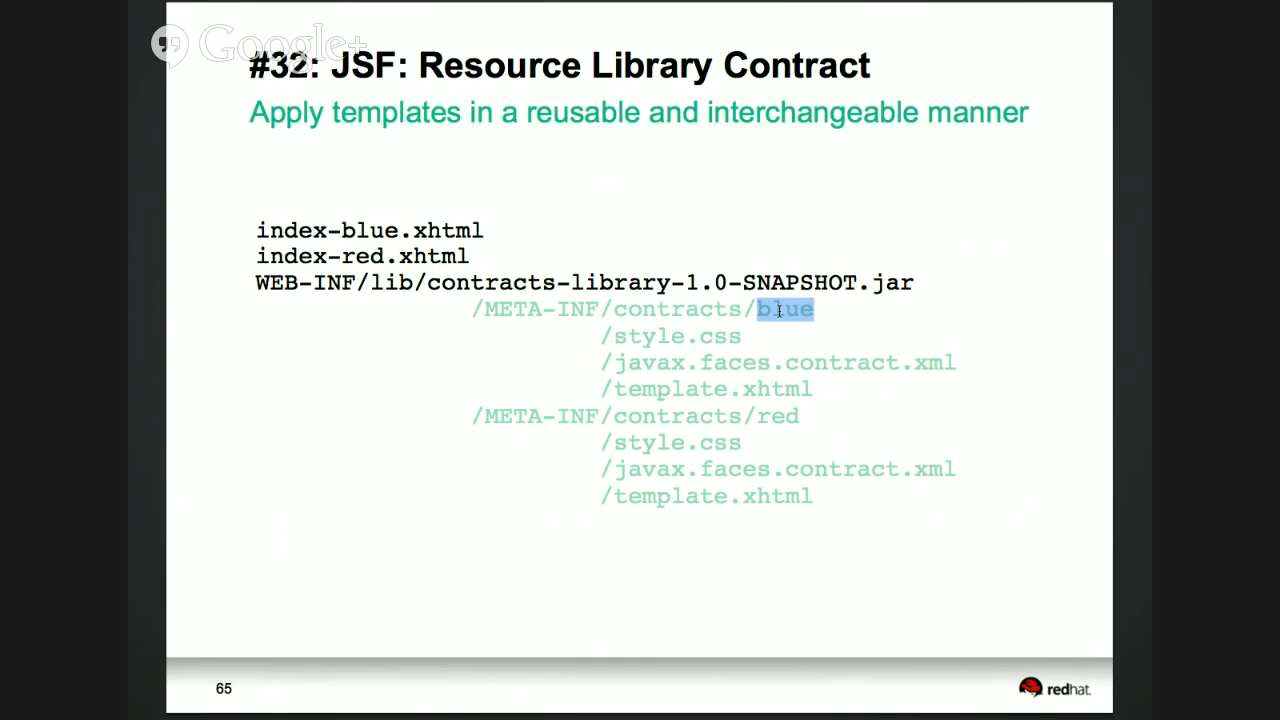 Google+
#32: JSF: Resource Library Contract
Apply templates in a reusable and interchangeable manner
index-blue.xhtml
index-red.xhtml
WEB-INF/lib/contracts-library-1.0-SNAPSHOT.jar
/META-INF/contracts/blue
/style.css
/javax.faces.contract.xml
/template.xhtml
/META-INF/contracts/red
/style.css
/javax.faces.contract.xml
/template.xhtml
65
redhat.